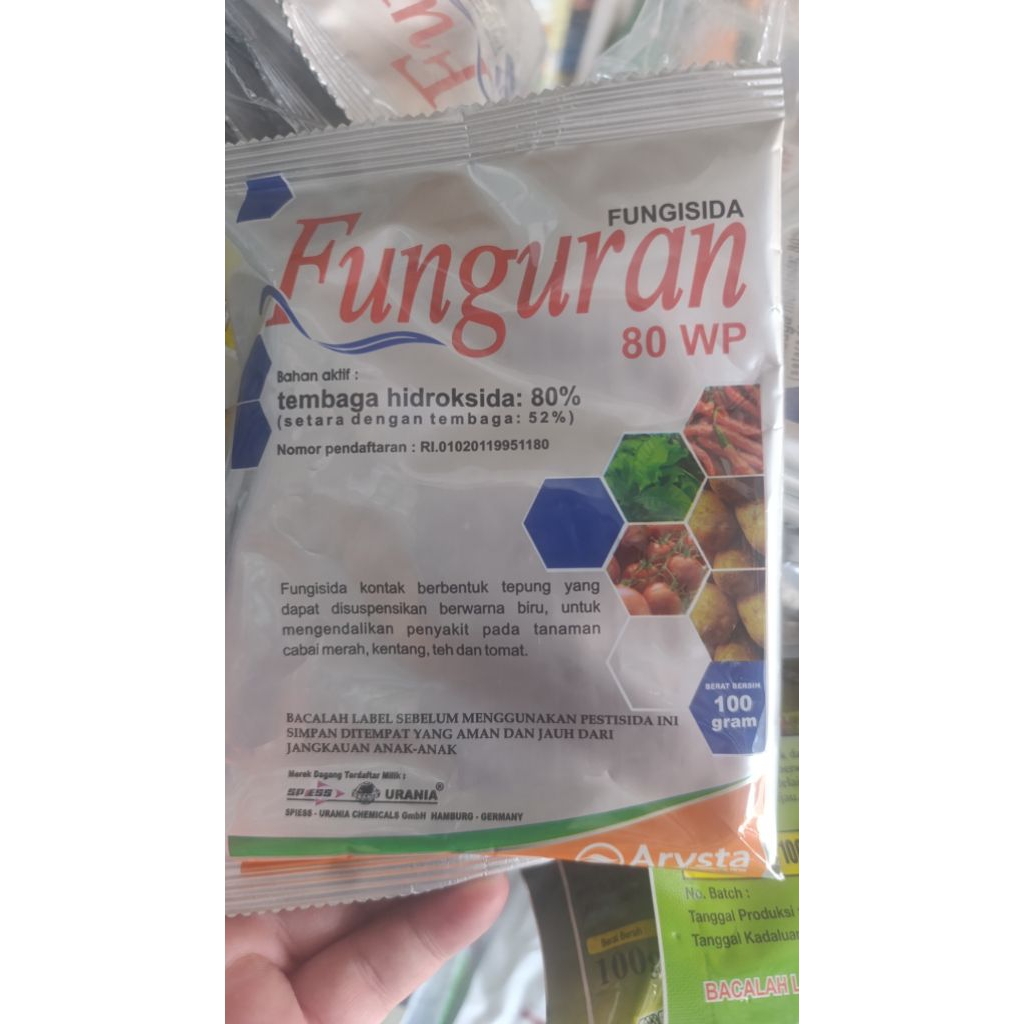 FUNGISIDA
Funguran
80 WP
Bahan aktif :
tembaga hidroksida: 80%
(setara dengan tembaga: 52%)
Nomor pendaftaran : RI.01020119951180
Fungisida kontak berbentuk tepung yang
dapat disuspensikan berwarna biru, untuk
mengendalikan penyakit pada tanaman
cabai merah, kentang, teh dan tomat.
BERAT BERSIH
100
gram
BACALAH LABEL SEBELUM MENGGUNAKAN PESTISIDA INI
SIMPAN DITEMPAT YANG AMAN DAN JAUH DARI
JANGKAUAN ANAK-ANAK
Merek Dagang Terdaftar Milik :
SPIESS URANIA®
SPIESS - URANIA CHEMICALS GmbH HAMBURG - GERMANY
Arysta
No. Batch :
Tanggal Produksi :
Tanggal Kadalua
BACALAH L
Berat Bersih
100g